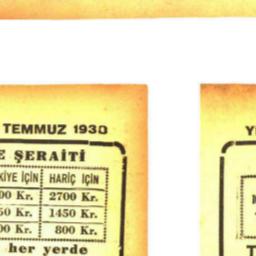 TEMMUZ 1930
E ŞERAİTİ
KİYE İÇİN HARİÇ İÇİN
00 Kr. 2700 Kr.
50 Kr. 1450 Kr.
00 Kr. 800 Kr.
her yerde